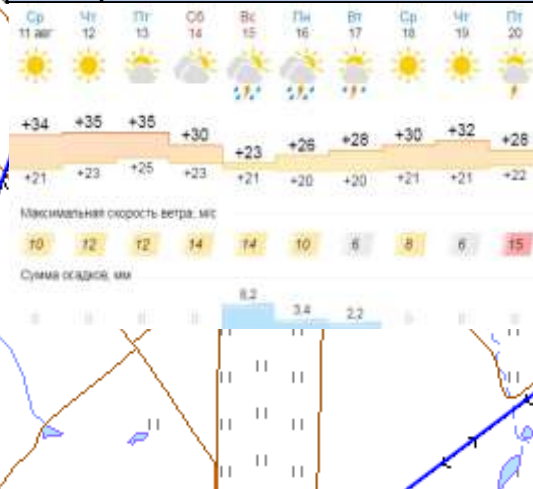 Ср Чт Пт Сб Вс Пн Вт Ср Чт Пт
11 авг 12 13 14 15 16 17 18 19 20
+34 +35 +35 +30 +23 +26 +28 +30 +32 +28
+21 +23 +25 +23 +21 +20 +20 +21 +21 +22
Максимальная скорость ветра, м/с
10 12 12 14 14 10 6 8 6 15
Сумма осадков, мм
8,2 3,4 2,2
0 0 0 0 0 0 0